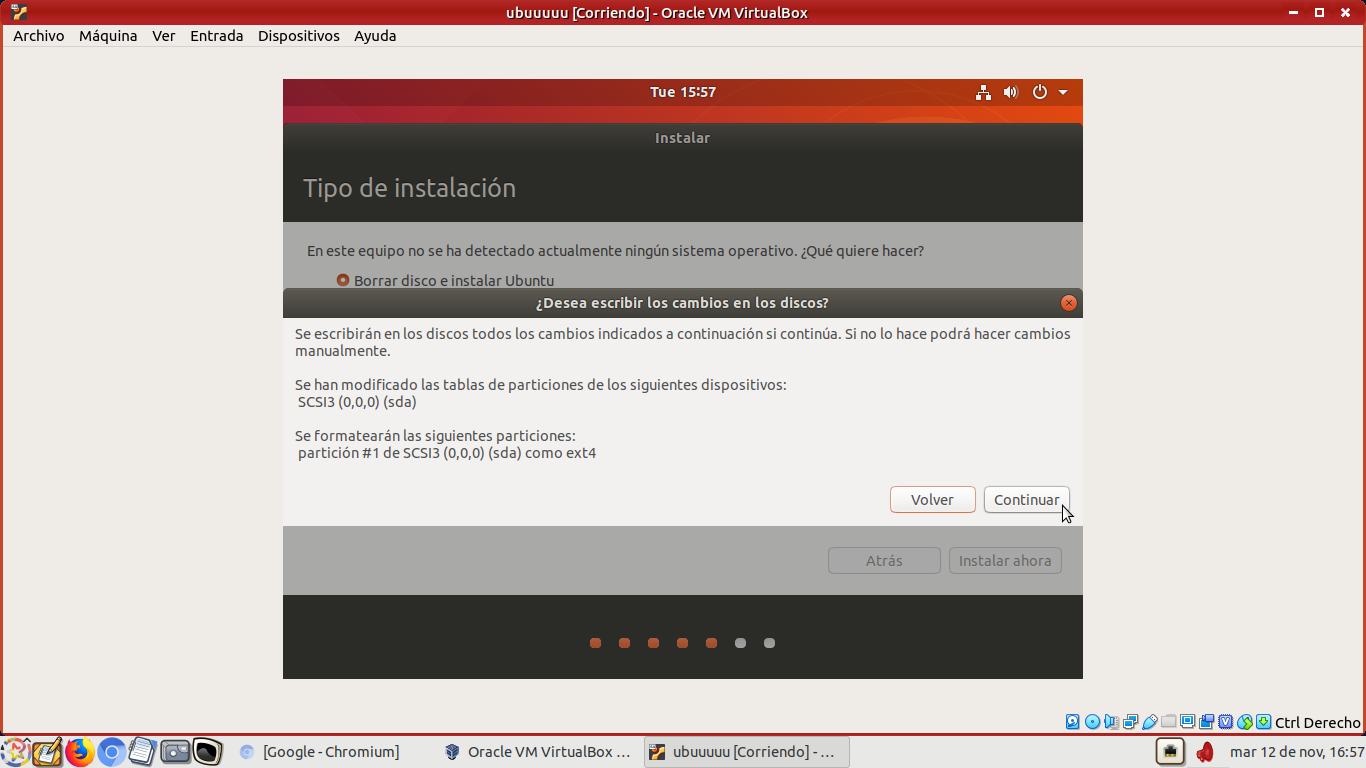 ubuuuuu [Corriendo] - Oracle VM VirtualBox
Archivo Máquina Ver Entrada Dispositivos Ayuda
Tue 15:57
Instalar
Tipo de instalación
En este equipo no se ha detectado actualmente ningún sistema operativo. ¿Qué quiere hacer?
Borrar disco e instalar Ubuntu
¿Desea escribir los cambios en los discos?
Se escribirán en los discos todos los cambios indicados a continuación si continúa. Si no lo hace podrá hacer cambios
manualmente.
Se han modificado las tablas de particiones de los siguientes dispositivos:
SCSI3 (0,0,0) (sda)
Se formatearán las siguientes particiones:
partición #1 de SCSI3 (0,0,0) (sda) como ext4
Volver Continuar
Atrás Instalar ahora
Ctrl Derecho
[Google - Chromium] Oracle VM VirtualBox ... ubuuuuu [Corriendo] - ... mar 12 de nov, 16:57